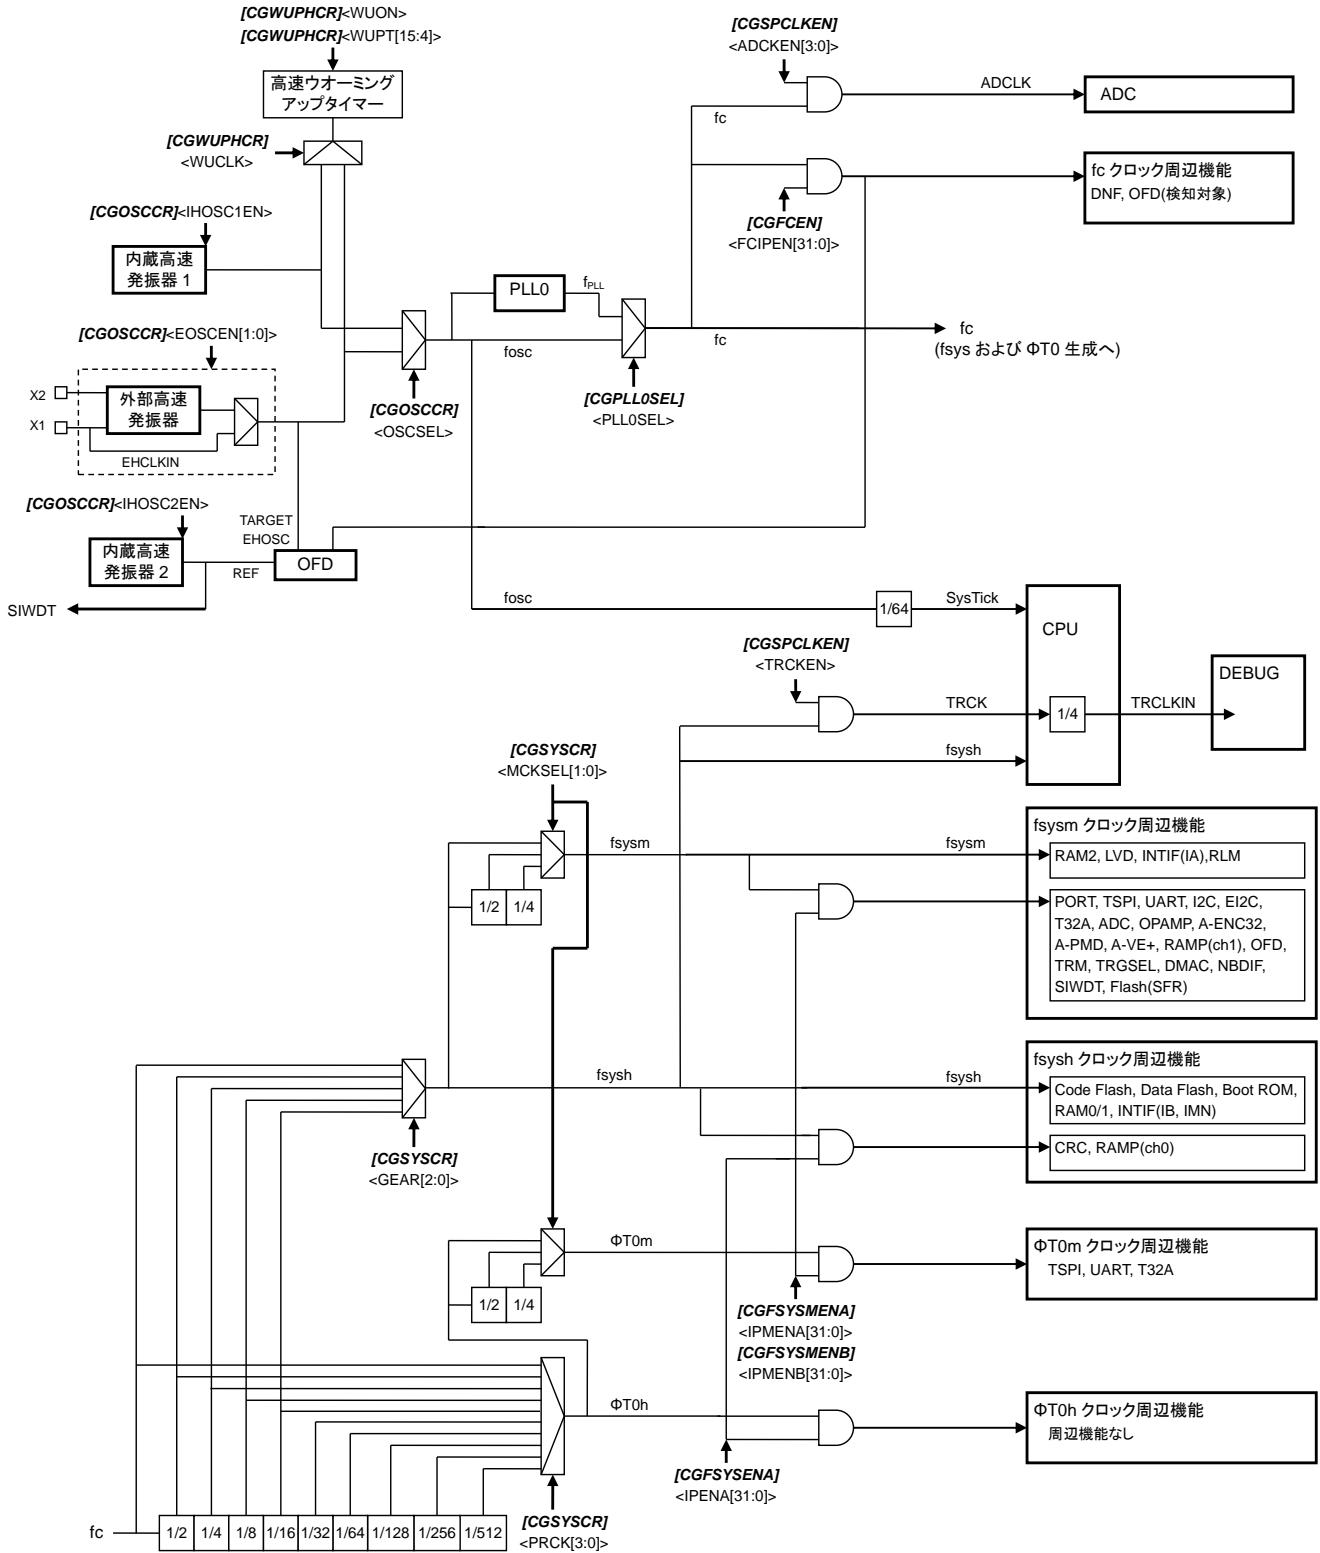 [CGWUPHCR]<WUON>
[CGWUPHCR]<WUPT[15:4]>
高速ウオーミング
アップタイマー
[CGWUPHCR]
<WUCLK>
[CGSPCLKEN]
<ADCKEN[3:0]>
fc
ADCLK
ADC
[CGFCEN]
<FCIPEN[31:0]>
fc クロック周辺機能
DNF, OFD(検知対象)
[CGOSCCR]<IHOSC1EN>
内蔵高速
発振器 1
PLL0
fPLL
fosc
fc
fc
(fsys および ΦT0 生成へ)
[CGOSCCR]<EOSCEN[1:0]>
X2
X1
外部高速
発振器
EHCLKIN
[CGOSCCR]
<OSCSEL>
[CGPLL0SEL]
<PLL0SEL>
[CGOSCCR]<IHOSC2EN>
内蔵高速
発振器 2
TARGET
EHOSC
REF
OFD
SIWDT
fosc
1/64
SysTick
CPU
[CGSPCLKEN]
<TRCKEN>
TRCK
1/4
TRCLKIN
DEBUG
fsysh
[CGSYSCR]
<MCKSEL[1:0]>
1/2
1/4
fsysm
fsysm
fsysm クロック周辺機能
RAM2, LVD, INTIF(IA),RLM
PORT, TSPI, UART, I2C, EI2C,
T32A, ADC, OPAMP, A-ENC32,
A-PMD, A-VE+, RAMP(ch1), OFD,
TRM, TRGSEL, DMAC, NBDIF,
SIWDT, Flash(SFR)
[CGSYSCR]
<GEAR[2:0]>
fsysh
fsysh
fsysh クロック周辺機能
Code Flash, Data Flash, Boot ROM,
RAM0/1, INTIF(IB, IMN)
CRC, RAMP(ch0)
1/2
1/4
ΦT0m
ΦT0m クロック周辺機能
TSPI, UART, T32A
[CGFSYSMENA]
<IPMENA[31:0]>
[CGFSYSMENB]
<IPMENB[31:0]>
ΦT0h
ΦT0h クロック周辺機能
周辺機能なし
[CGFSYSENA]
<IPENA[31:0]>
fc
1/2
1/4
1/8
1/16
1/32
1/64
1/128
1/256
1/512
[CGSYSCR]
<PRCK[3:0]>